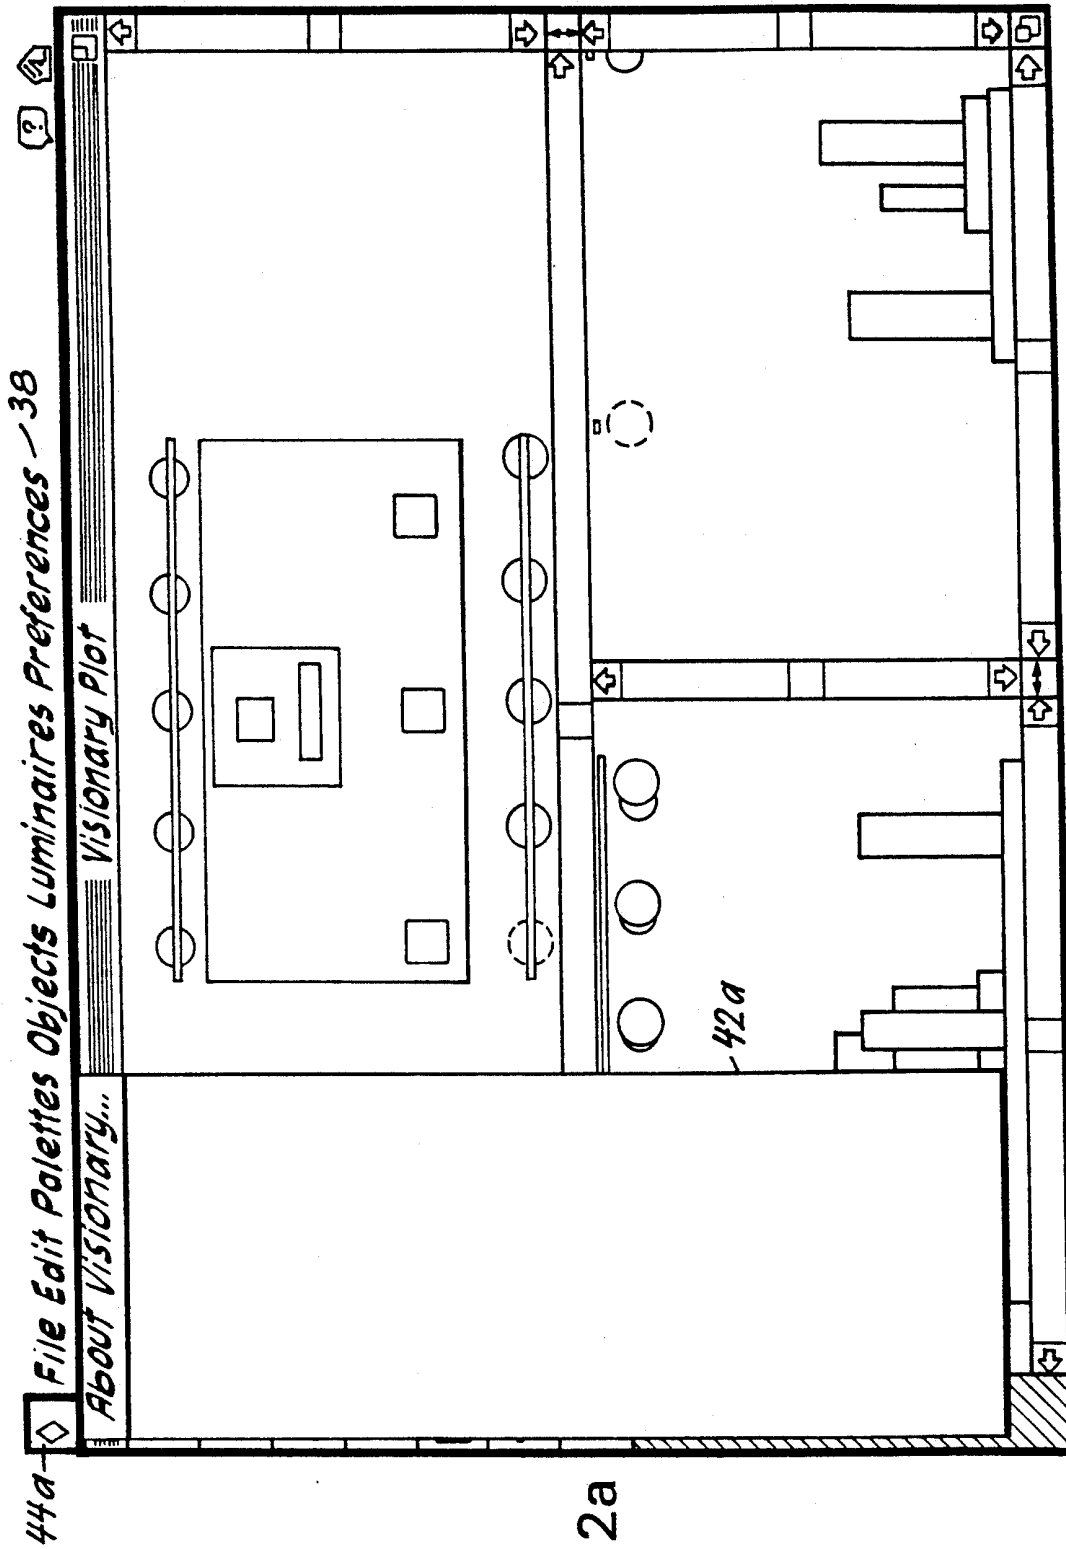 44a
File Edit Palettes Objects Luminaires Preferences 38
?
Visionary Plot
About Visionary...
42a
2a